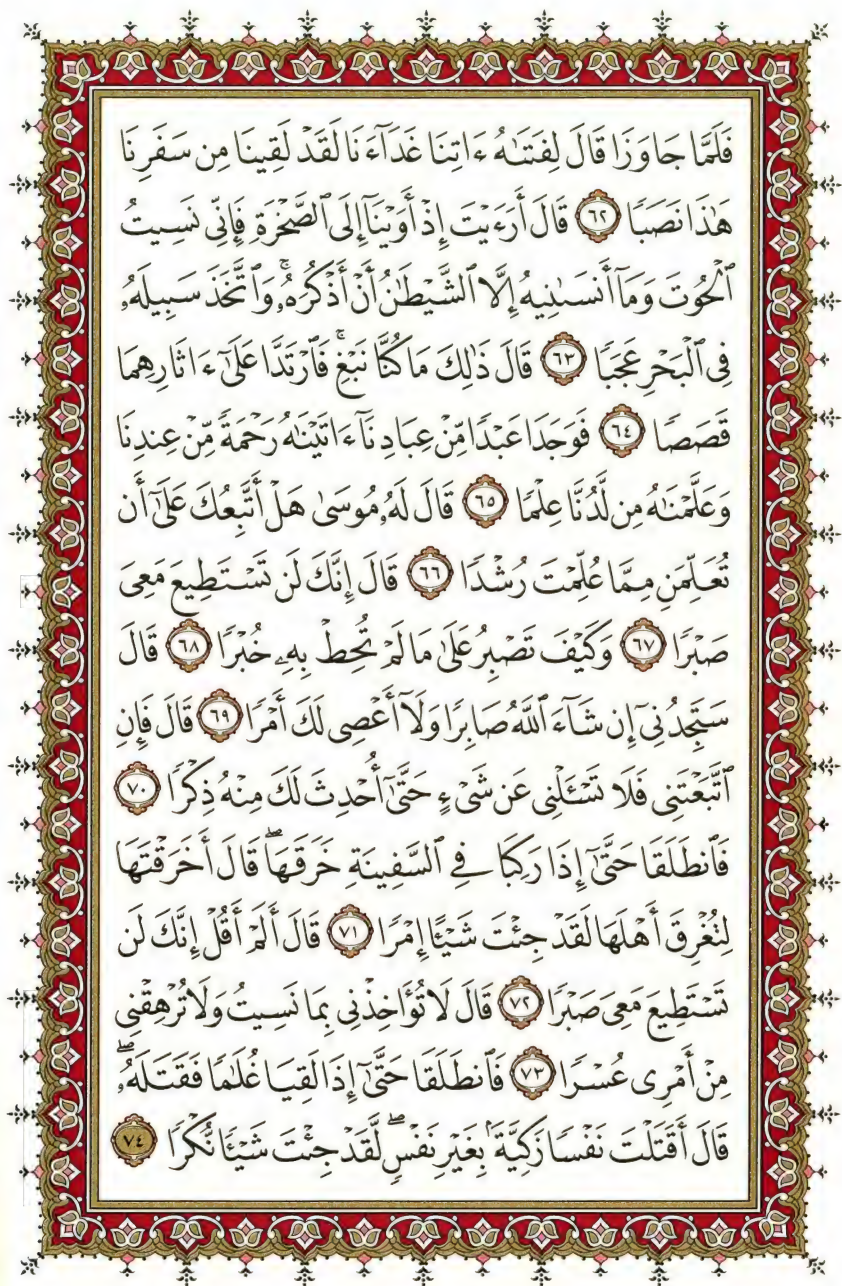 فَلَمَّا جَاوَزَا قَالَ لِفَتَىٰهُ ءَاتِنَا غَدَآءَنَا لَقَدْ لَقِينَا مِن سَفَرِنَا
هَٰذَا نَصَبًا ٦٢ قَالَ أَرَءَيْتَ إِذْ أَوَيْنَآ إِلَى ٱلصَّخْرَةِ فَإِنِّى نَسِيتُ
ٱلْحُوتَ وَمَآ أَنسَىٰنِيهُ إِلَّا ٱلشَّيْطَٰنُ أَنْ أَذْكُرَهُۥۚ وَٱتَّخَذَ سَبِيلَهُۥ
فِى ٱلْبَحْرِ عَجَبًا ٦٣ قَالَ ذَٰلِكَ مَا كُنَّا نَبْغِۚ فَٱرْتَدَّا عَلَىٰٓ ءَاثَارِهِمَا
قَصَصًا ٦٤ فَوَجَدَا عَبْدًا مِّنْ عِبَادِنَآ ءَاتَيْنَٰهُ رَحْمَةً مِّنْ عِندِنَا
وَعَلَّمْنَٰهُ مِن لَّدُنَّا عِلْمًا ٦٥ قَالَ لَهُۥ مُوسَىٰ هَلْ أَتَّبِعُكَ عَلَىٰٓ أَن
تُعَلِّمَنِ مِمَّا عُلِّمْتَ رُشْدًا ٦٦ قَالَ إِنَّكَ لَن تَسْتَطِيعَ مَعِىَ
صَبْرًا ٦٧ وَكَيْفَ تَصْبِرُ عَلَىٰ مَا لَمْ تُحِطْ بِهِۦ خُبْرًا ٦٨ قَالَ
سَتَجِدُنِىٓ إِن شَآءَ ٱللَّهُ صَابِرًا وَلَآ أَعْصِى لَكَ أَمْرًا ٦٩ قَالَ فَإِنِ
ٱتَّبَعْتَنِى فَلَا تَسْـَٔلْنِى عَن شَىْءٍ حَتَّىٰٓ أُحْدِثَ لَكَ مِنْهُ ذِكْرًا ٧٠
فَٱنطَلَقَا حَتَّىٰٓ إِذَا رَكِبَا فِى ٱلسَّفِينَةِ خَرَقَهَاۖ قَالَ أَخَرَقْتَهَا
لِتُغْرِقَ أَهْلَهَا لَقَدْ جِئْتَ شَيْـًٔا إِمْرًا ٧١ قَالَ أَلَمْ أَقُلْ إِنَّكَ لَن
تَسْتَطِيعَ مَعِىَ صَبْرًا ٧٢ قَالَ لَا تُؤَاخِذْنِى بِمَا نَسِيتُ وَلَا تُرْهِقْنِى
مِنْ أَمْرِى عُسْرًا ٧٣ فَٱنطَلَقَا حَتَّىٰٓ إِذَا لَقِيَا غُلَٰمًا فَقَتَلَهُۥۖ
قَالَ أَقَتَلْتَ نَفْسًا زَكِيَّةًۢ بِغَيْرِ نَفْسٍۖ لَّقَدْ جِئْتَ شَيْـًٔا نُّكْرًا ٧٤